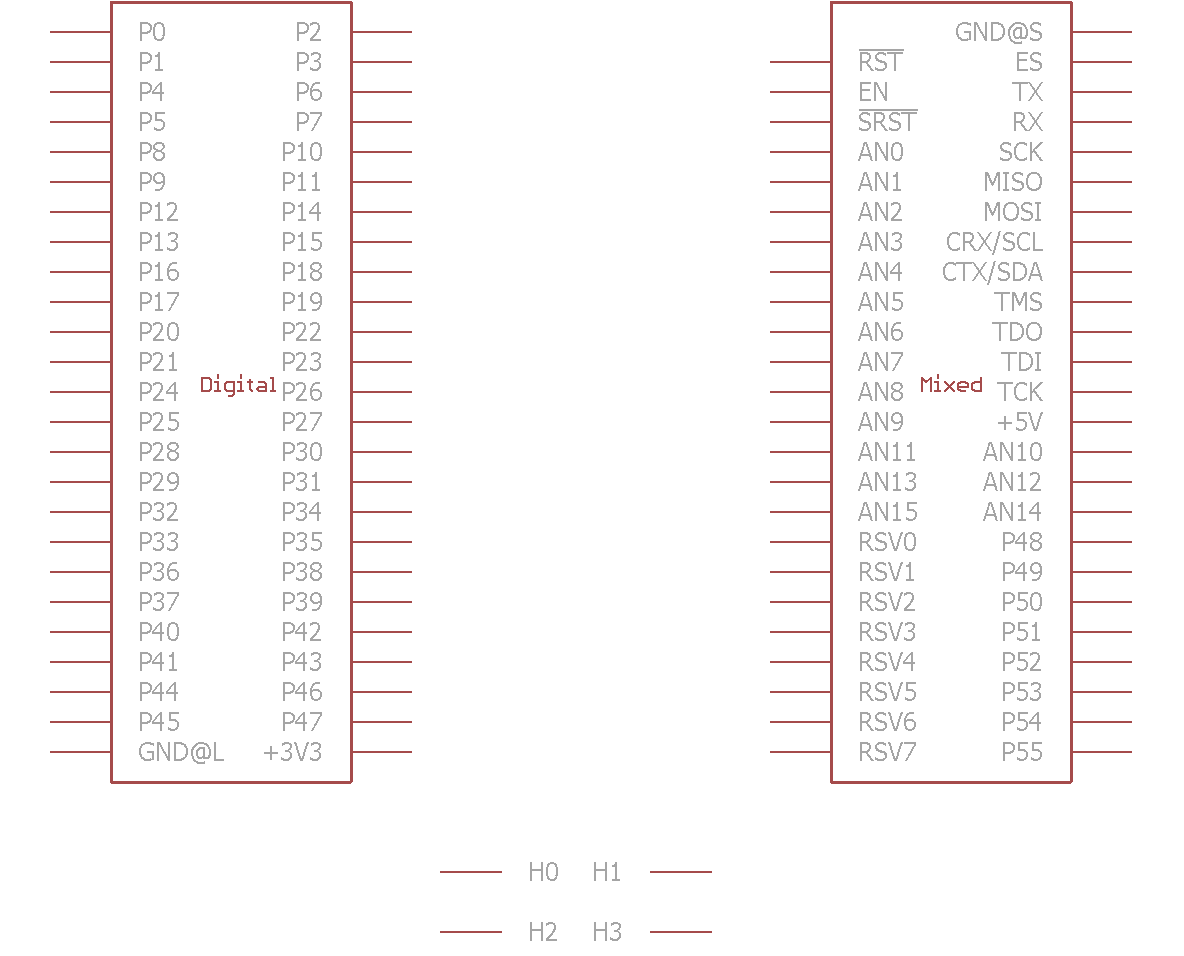 P0 P2 GND@S
P1 P3 RST ES
P4 P6 EN TX
P5 P7 SRST RX
P8 P10 AN0 SCK
P9 P11 AN1 MISO
P12 P14 AN2 MOSI
P13 P15 AN3 CRX/SCL
P16 P18 AN4 CTX/SDA
P17 P19 AN5 TMS
P20 P22 AN6 TDO
P21 P23 AN7 TDI
Digital Mixed
P24 P26 AN8 TCK
P25 P27 AN9 +5V
P28 P30 AN11 AN10
P29 P31 AN13 AN12
P32 P34 AN15 AN14
P33 P35 RSV0 P48
P36 P38 RSV1 P49
P37 P39 RSV2 P50
P40 P42 RSV3 P51
P41 P43 RSV4 P52
P44 P46 RSV5 P53
P45 P47 RSV6 P54
GND@L +3V3 RSV7 P55
H0 H1
H2 H3